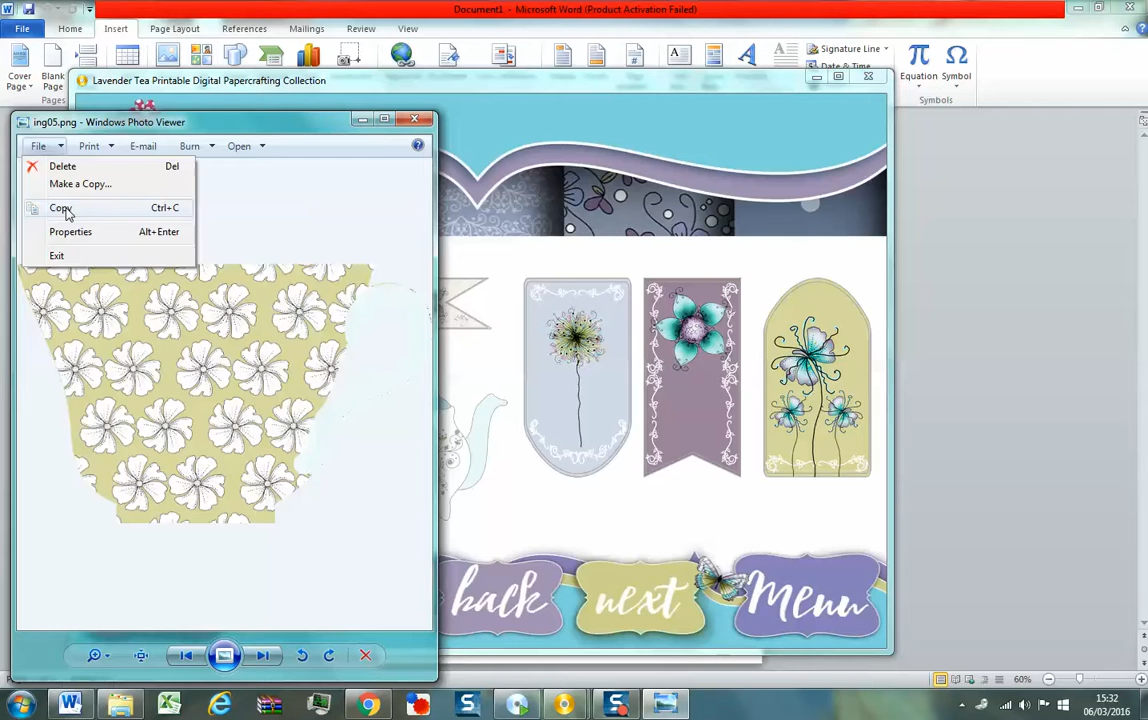 Document1 - Microsoft Word (Product Activation Failed)
File Home Insert Page Layout References Mailings Review View
Cover Page
Blank Page
Pages
Signature Line
Date & Time
Equation
Symbol
Symbols
Lavender Tea Printable Digital Papercrafting Collection
ing05.png - Windows Photo Viewer
File Print E-mail Burn Open
Delete Del
Make a Copy...
Copy Ctrl+C
Properties Alt+Enter
Exit
back next Menu
60%
15:32
06/03/2016